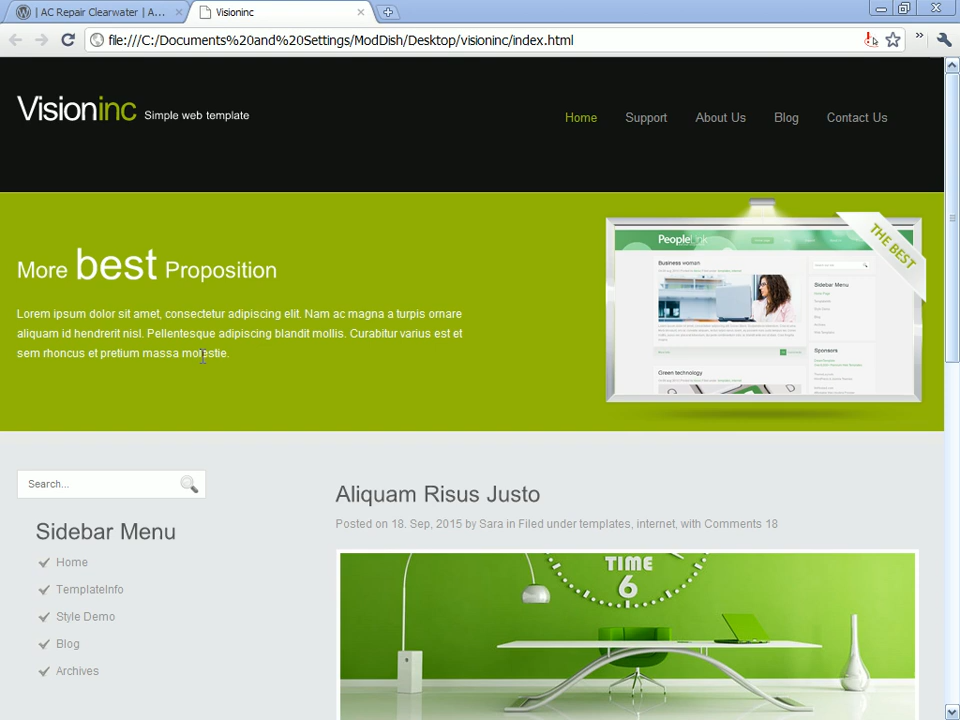 | AC Repair Clearwater | A...
Visioninc
file:///C:/Documents%20and%20Settings/ModDish/Desktop/visioninc/index.html
Visioninc Simple web template
Home Support About Us Blog Contact Us
More best Proposition
Lorem ipsum dolor sit amet, consectetur adipiscing elit. Nam ac magna a turpis ornare
aliquam id hendrerit nisl. Pellentesque adipiscing blandit mollis. Curabitur varius est et
sem rhoncus et pretium massa molestie.
THE BEST
PeopleLink
Business woman
Sidebar Menu
Sponsors
Green technology
Search...
Sidebar Menu
Home
TemplateInfo
Style Demo
Blog
Archives
Aliquam Risus Justo
Posted on 18. Sep, 2015 by Sara in Filed under templates, internet, with Comments 18
TIME
6